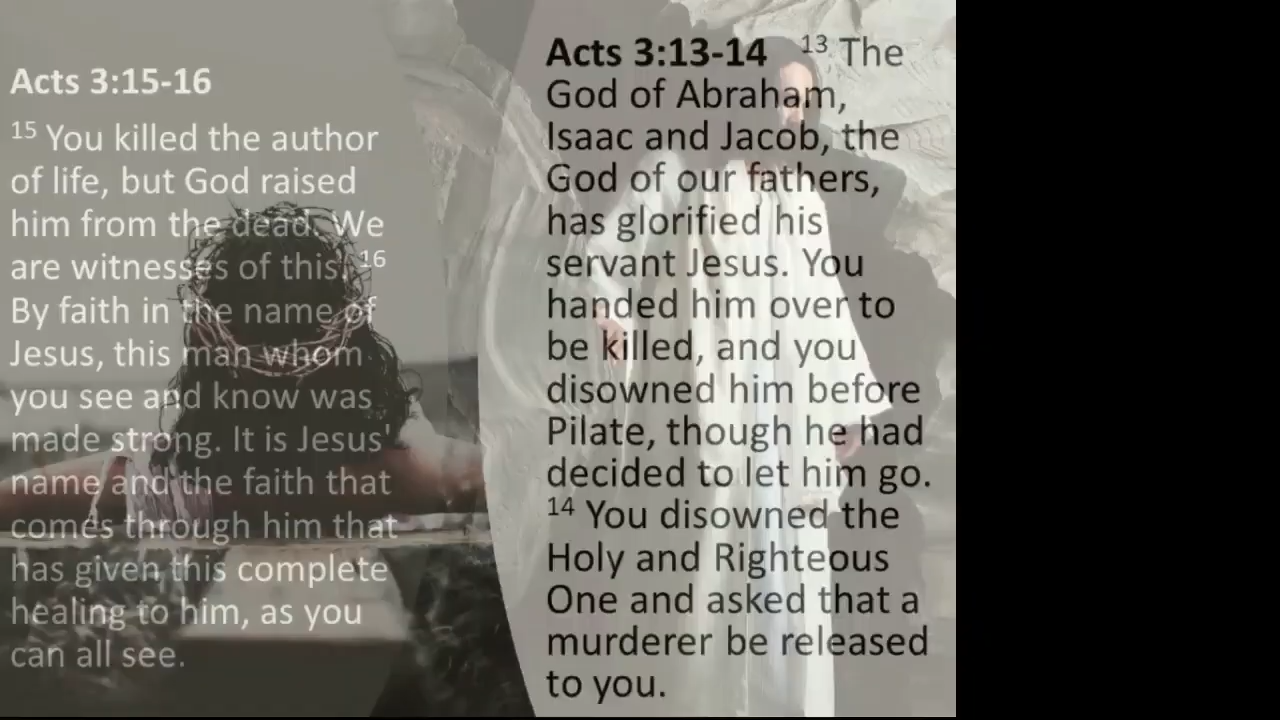 Acts 3:15-16
15 You killed the author
of life, but God raised
him from the dead. We
are witnesses of this. 16
By faith in the name of
Jesus, this man whom
you see and know was
made strong. It is Jesus'
name and the faith that
comes through him that
has given this complete
healing to him, as you
can all see.
Acts 3:13-14 13 The
God of Abraham,
Isaac and Jacob, the
God of our fathers,
has glorified his
servant Jesus. You
handed him over to
be killed, and you
disowned him before
Pilate, though he had
decided to let him go.
14 You disowned the
Holy and Righteous
One and asked that a
murderer be released
to you.